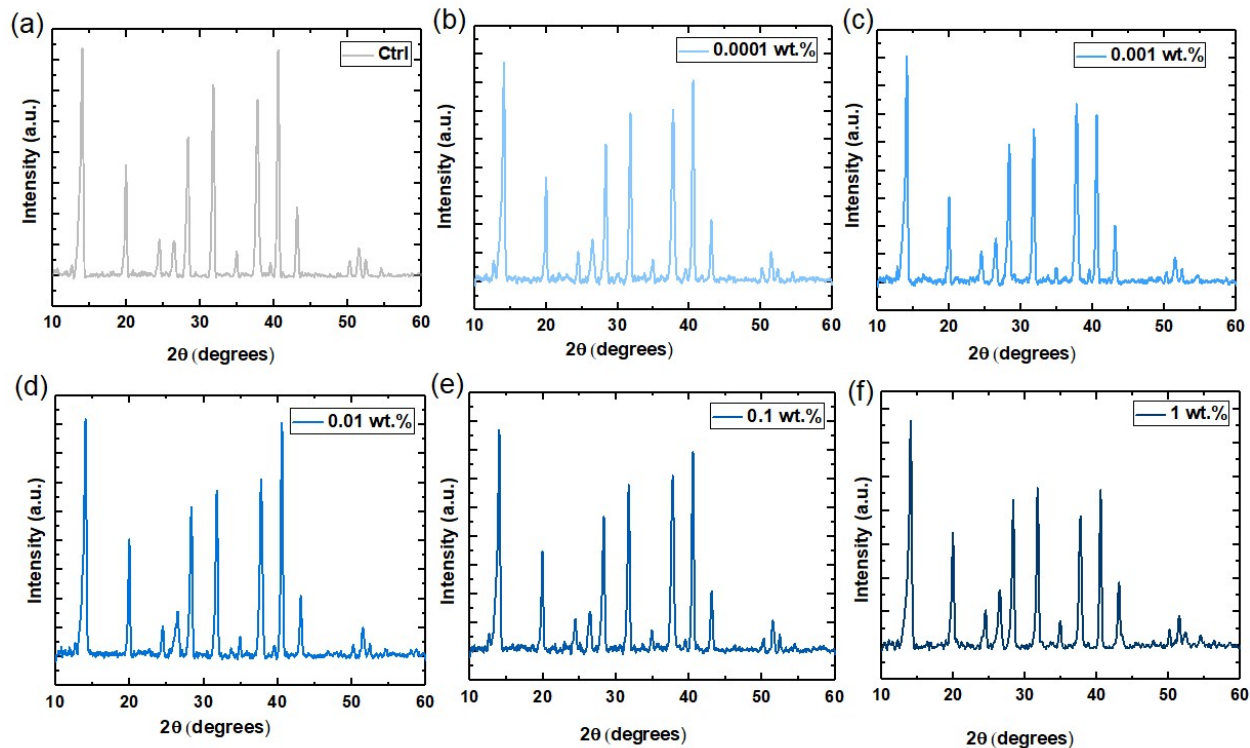 (a)
Ctrl
Intensity (a.u.)
10 20 30 40 50 60
2θ (degrees)
(b)
0.0001 wt.%
Intensity (a.u.)
10 20 30 40 50 60
2θ (degrees)
(c)
0.001 wt.%
Intensity (a.u.)
10 20 30 40 50 60
2θ (degrees)
(d)
0.01 wt.%
Intensity (a.u.)
10 20 30 40 50 60
2θ (degrees)
(e)
0.1 wt.%
Intensity (a.u.)
10 20 30 40 50 60
2θ (degrees)
(f)
1 wt.%
Intensity (a.u.)
10 20 30 40 50 60
2θ (degrees)